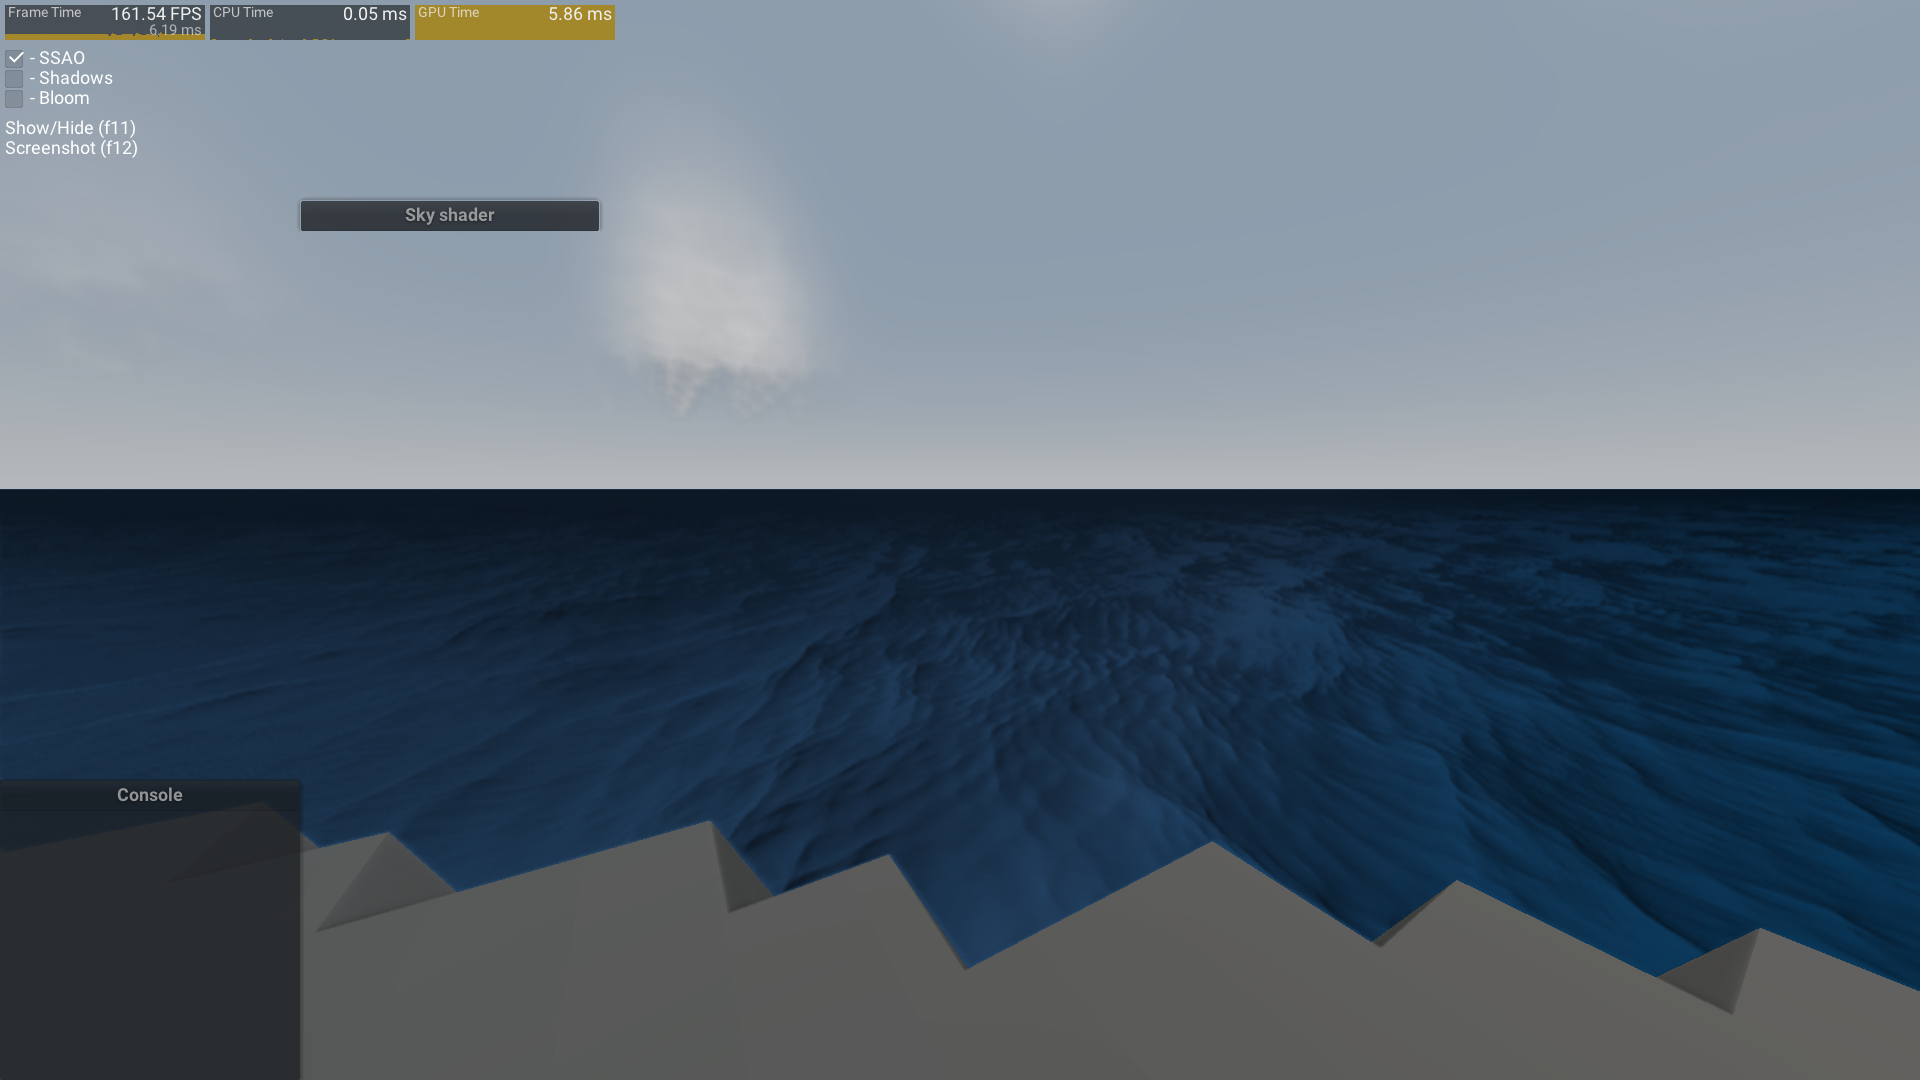 Frame Time 161.54 FPS
6.19 ms
CPU Time 0.05 ms
GPU Time 5.86 ms
- SSAO
- Shadows
- Bloom
Show/Hide (f11)
Screenshot (f12)
Sky shader
Console